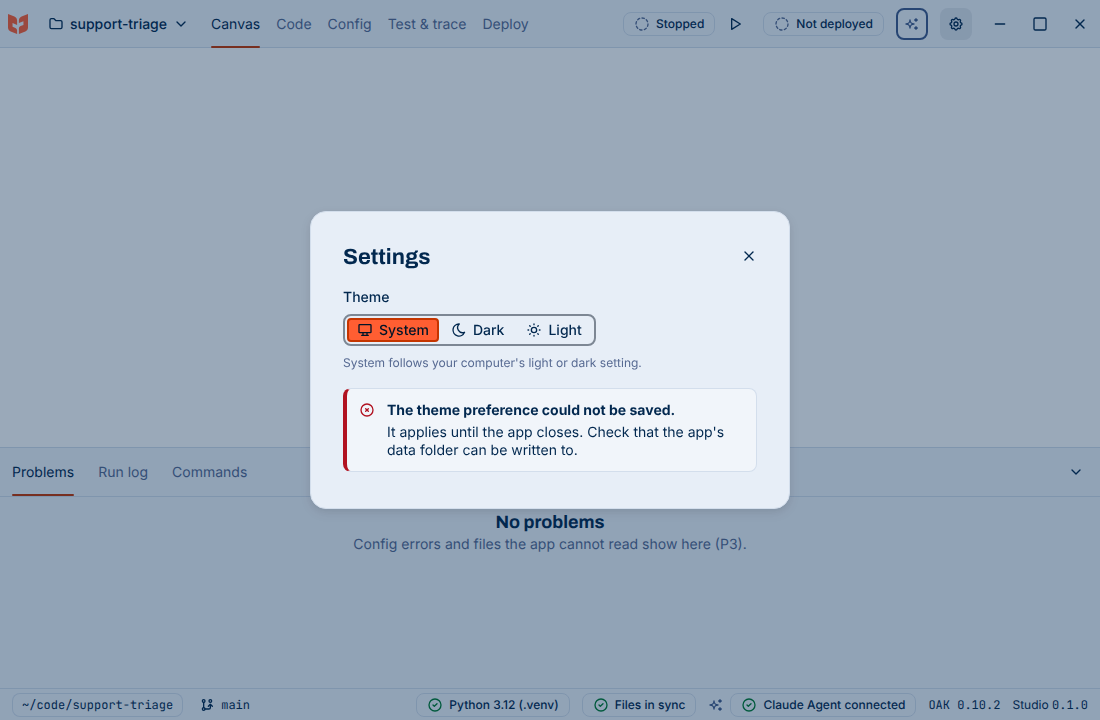 support-triage
Canvas
Code
Config
Test & trace
Deploy
Stopped
Not deployed
Settings
Theme
System
Dark
Light
System follows your computer's light or dark setting.
The theme preference could not be saved.
It applies until the app closes. Check that the app's
data folder can be written to.
Problems
Run log
Commands
No problems
Config errors and files the app cannot read show here (P3).
~/code/support-triage
main
Python 3.12 (.venv)
Files in sync
Claude Agent connected
OAK 0.10.2
Studio 0.1.0